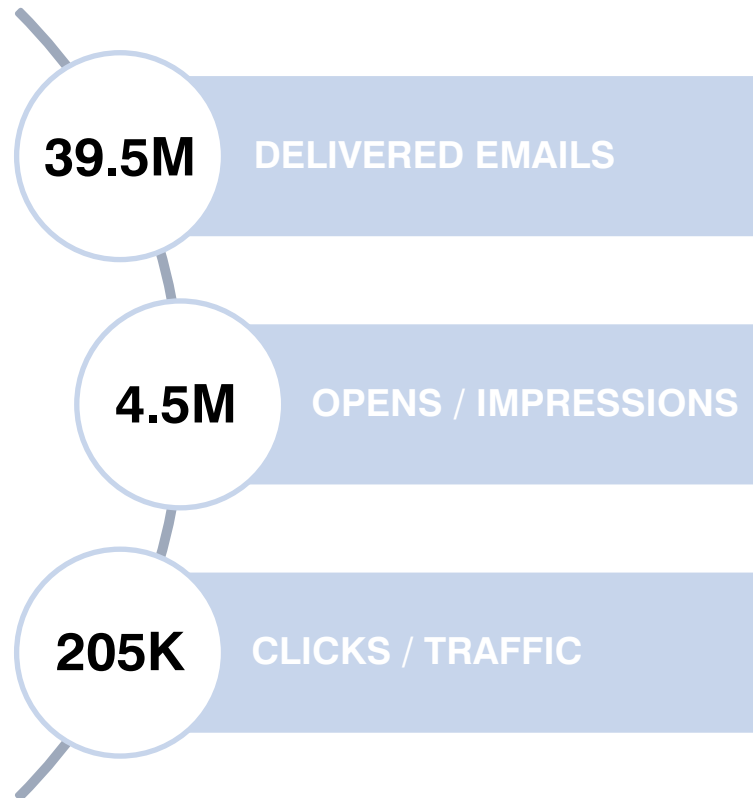 39.5M DELIVERED EMAILS
4.5M OPENS / IMPRESSIONS
205K CLICKS / TRAFFIC